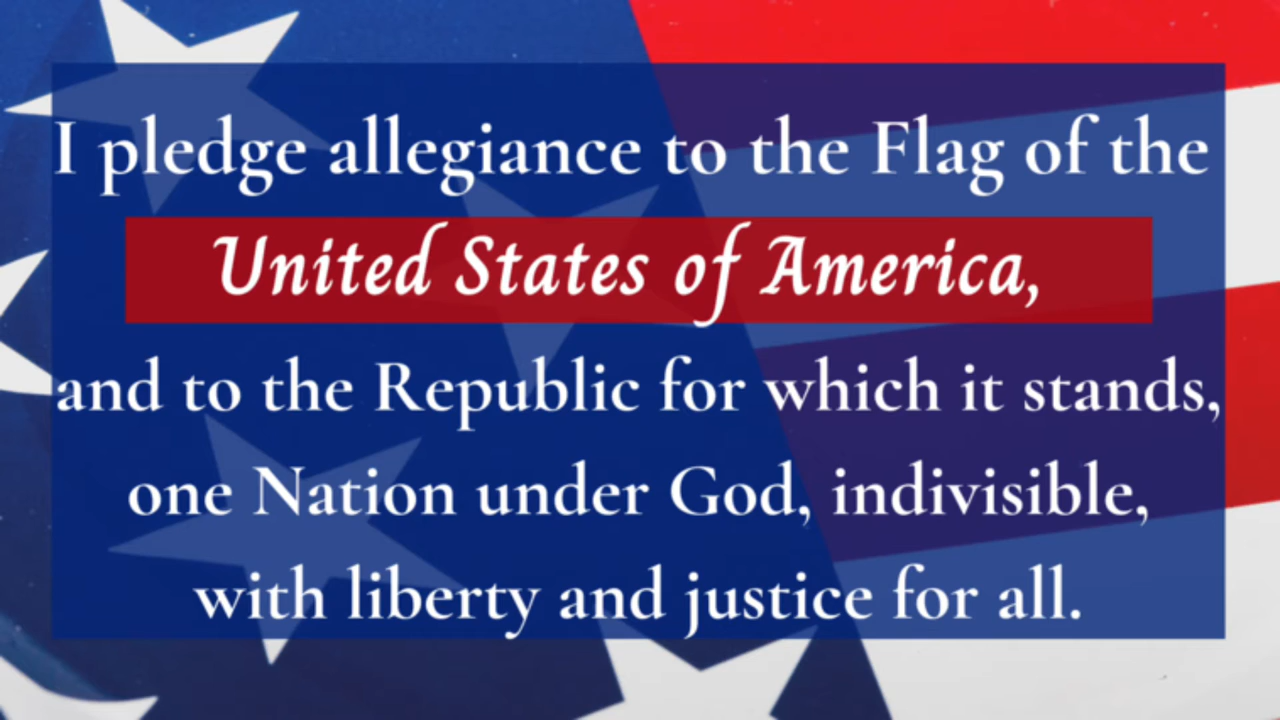 I pledge allegiance to the Flag of the
United States of America,
and to the Republic for which it stands,
one Nation under God, indivisible,
with liberty and justice for all.